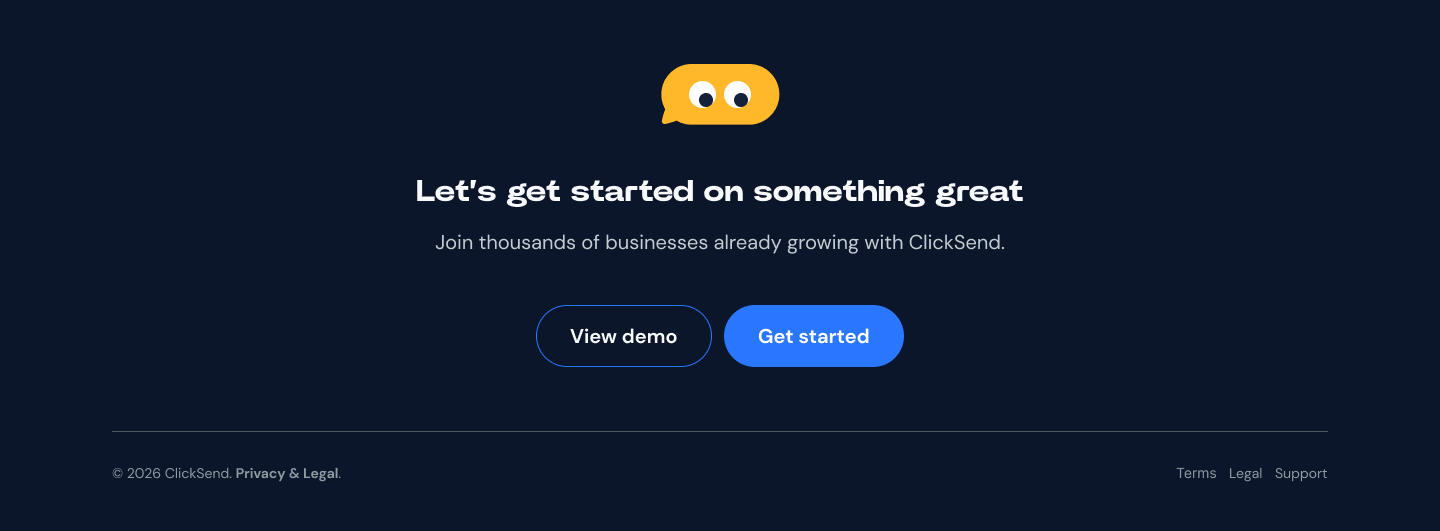 Let's get started on something great
Join thousands of businesses already growing with ClickSend.
View demo
Get started
© 2026 ClickSend. Privacy & Legal.
Terms
Legal
Support